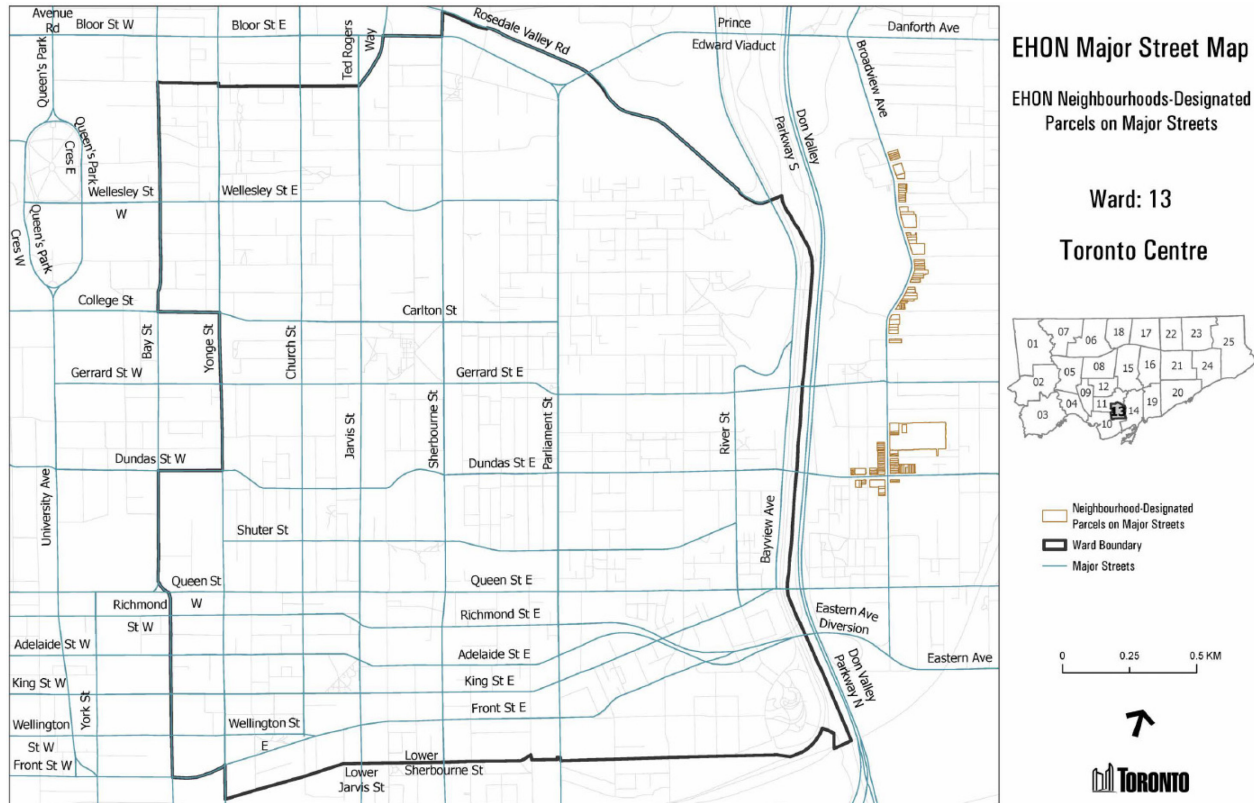 Avenue
Rd
Bloor St W
Bloor St E
Ted Rogers
Way
Rosedale Valley Rd
Prince
Edward Viaduct
Danforth Ave
Broadview Ave
Queen's Park
Queen's Park
Cres E
Don Valley
Parkway S
Wellesley St
W
Wellesley St E
Queen's Park
Cres W
College St
Carlton St
Bay St
Yonge St
Church St
Gerrard St W
Gerrard St E
Jarvis St
Sherbourne St
Parliament St
River St
Dundas St W
Dundas St E
University Ave
Shuter St
Bayview Ave
Queen St
W
Queen St E
Richmond
St W
Richmond St E
Eastern Ave
Diversion
Adelaide St W
Adelaide St E
Eastern Ave
King St W
King St E
Don Valley
Parkway N
York St
Front St E
Wellington
St W
Wellington St
E
Front St W
Lower
Jarvis St
Lower
Sherbourne St
EHON Major Street Map
EHON Neighbourhoods-Designated
Parcels on Major Streets
Ward: 13
Toronto Centre
01
07
06
18
17
22
23
25
05
08
15
16
21
24
02
09
12
04
11
13
14
19
20
03
10
Neighbourhood-Designated
Parcels on Major Streets
Ward Boundary
Major Streets
0 0.25 0.5 KM
TORONTO